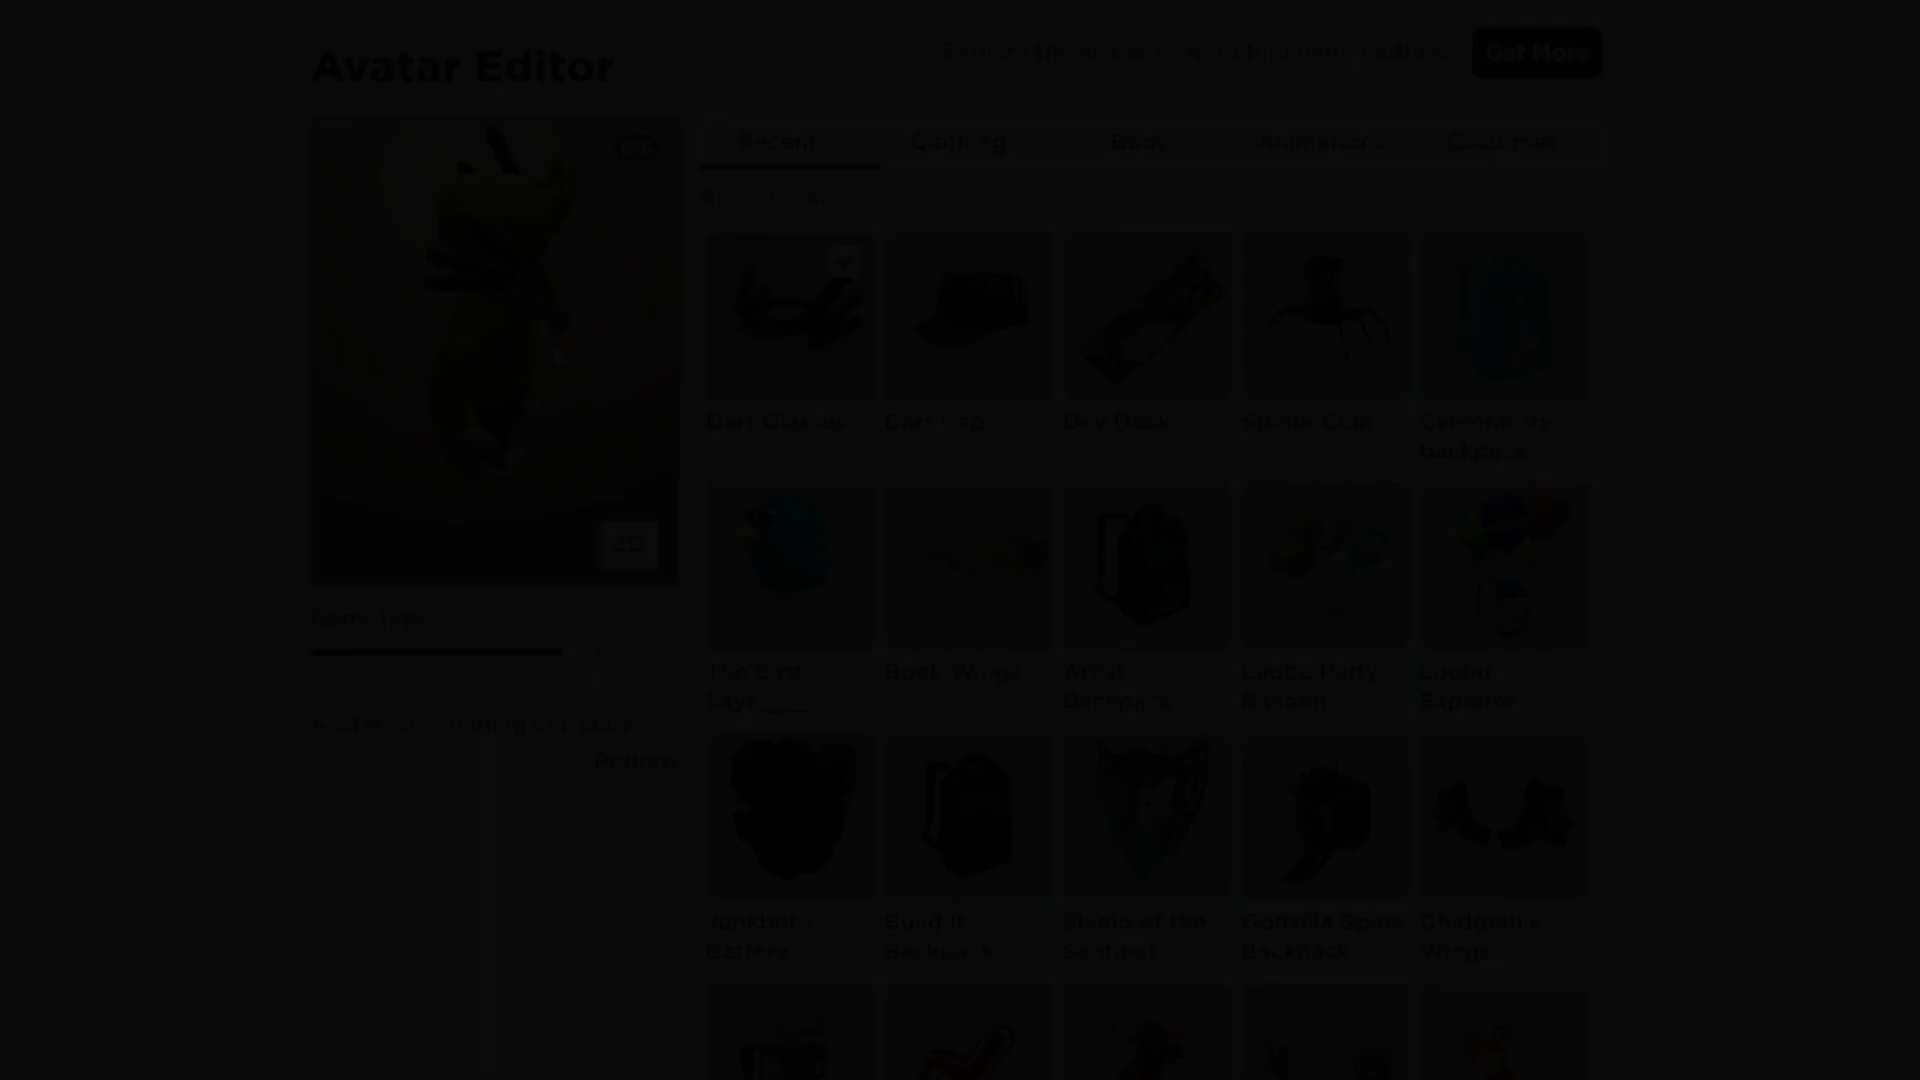 Avatar Editor
Explore the avatar shop to find more clothes!
Get More
Recent
Clothing
Body
Animations
Costumes
Recent
All
2D
Body Type
Avatar isn't loading correctly?
Redraw
Dart Glasses
Dart Cap
Dev Deck
Spider Cola
Celebratory
backpack
The Bird
Says____
Book Wings
Artist
Backpack
Luobu Party
Balloon
Luobu
Explorer
Junkbot -
Battery
Build It
Backpack
Shield of the
Sentinel
Godzilla Spine
Backpack
Ghidorah's
Wings